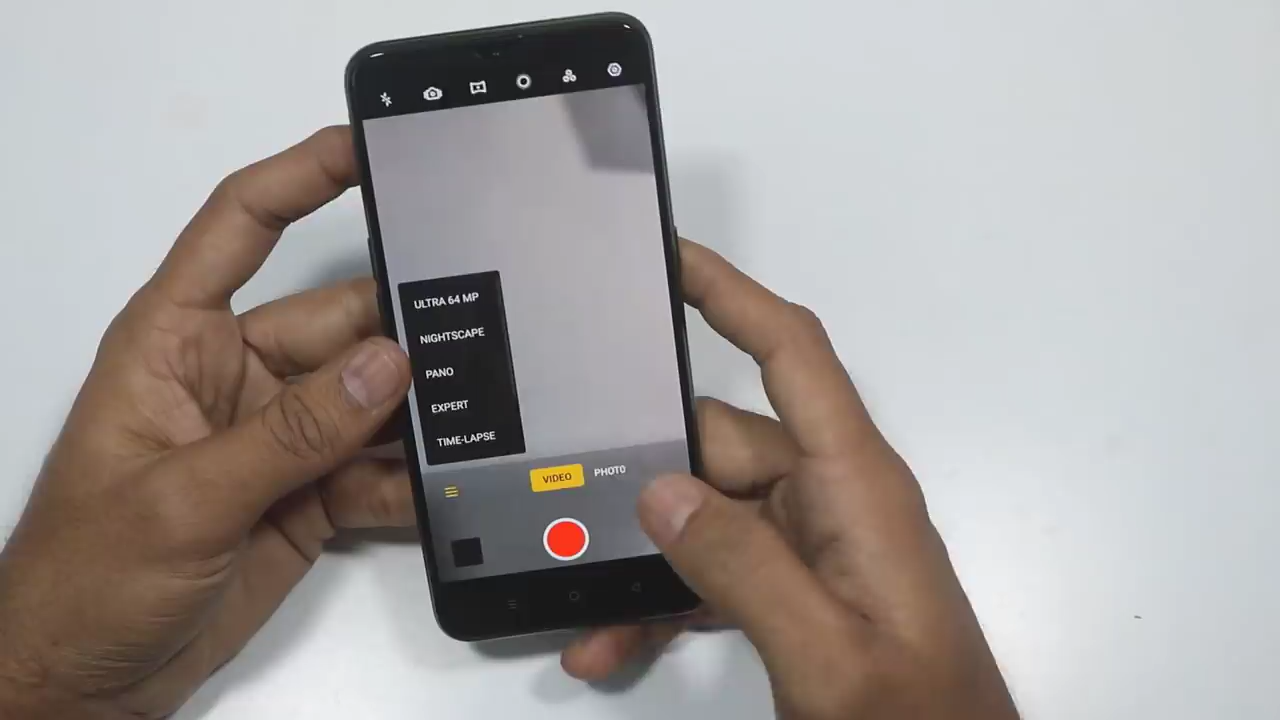 ULTRA 64 MP
NIGHTSCAPE
PANO
EXPERT
TIME-LAPSE
VIDEO PHOTO